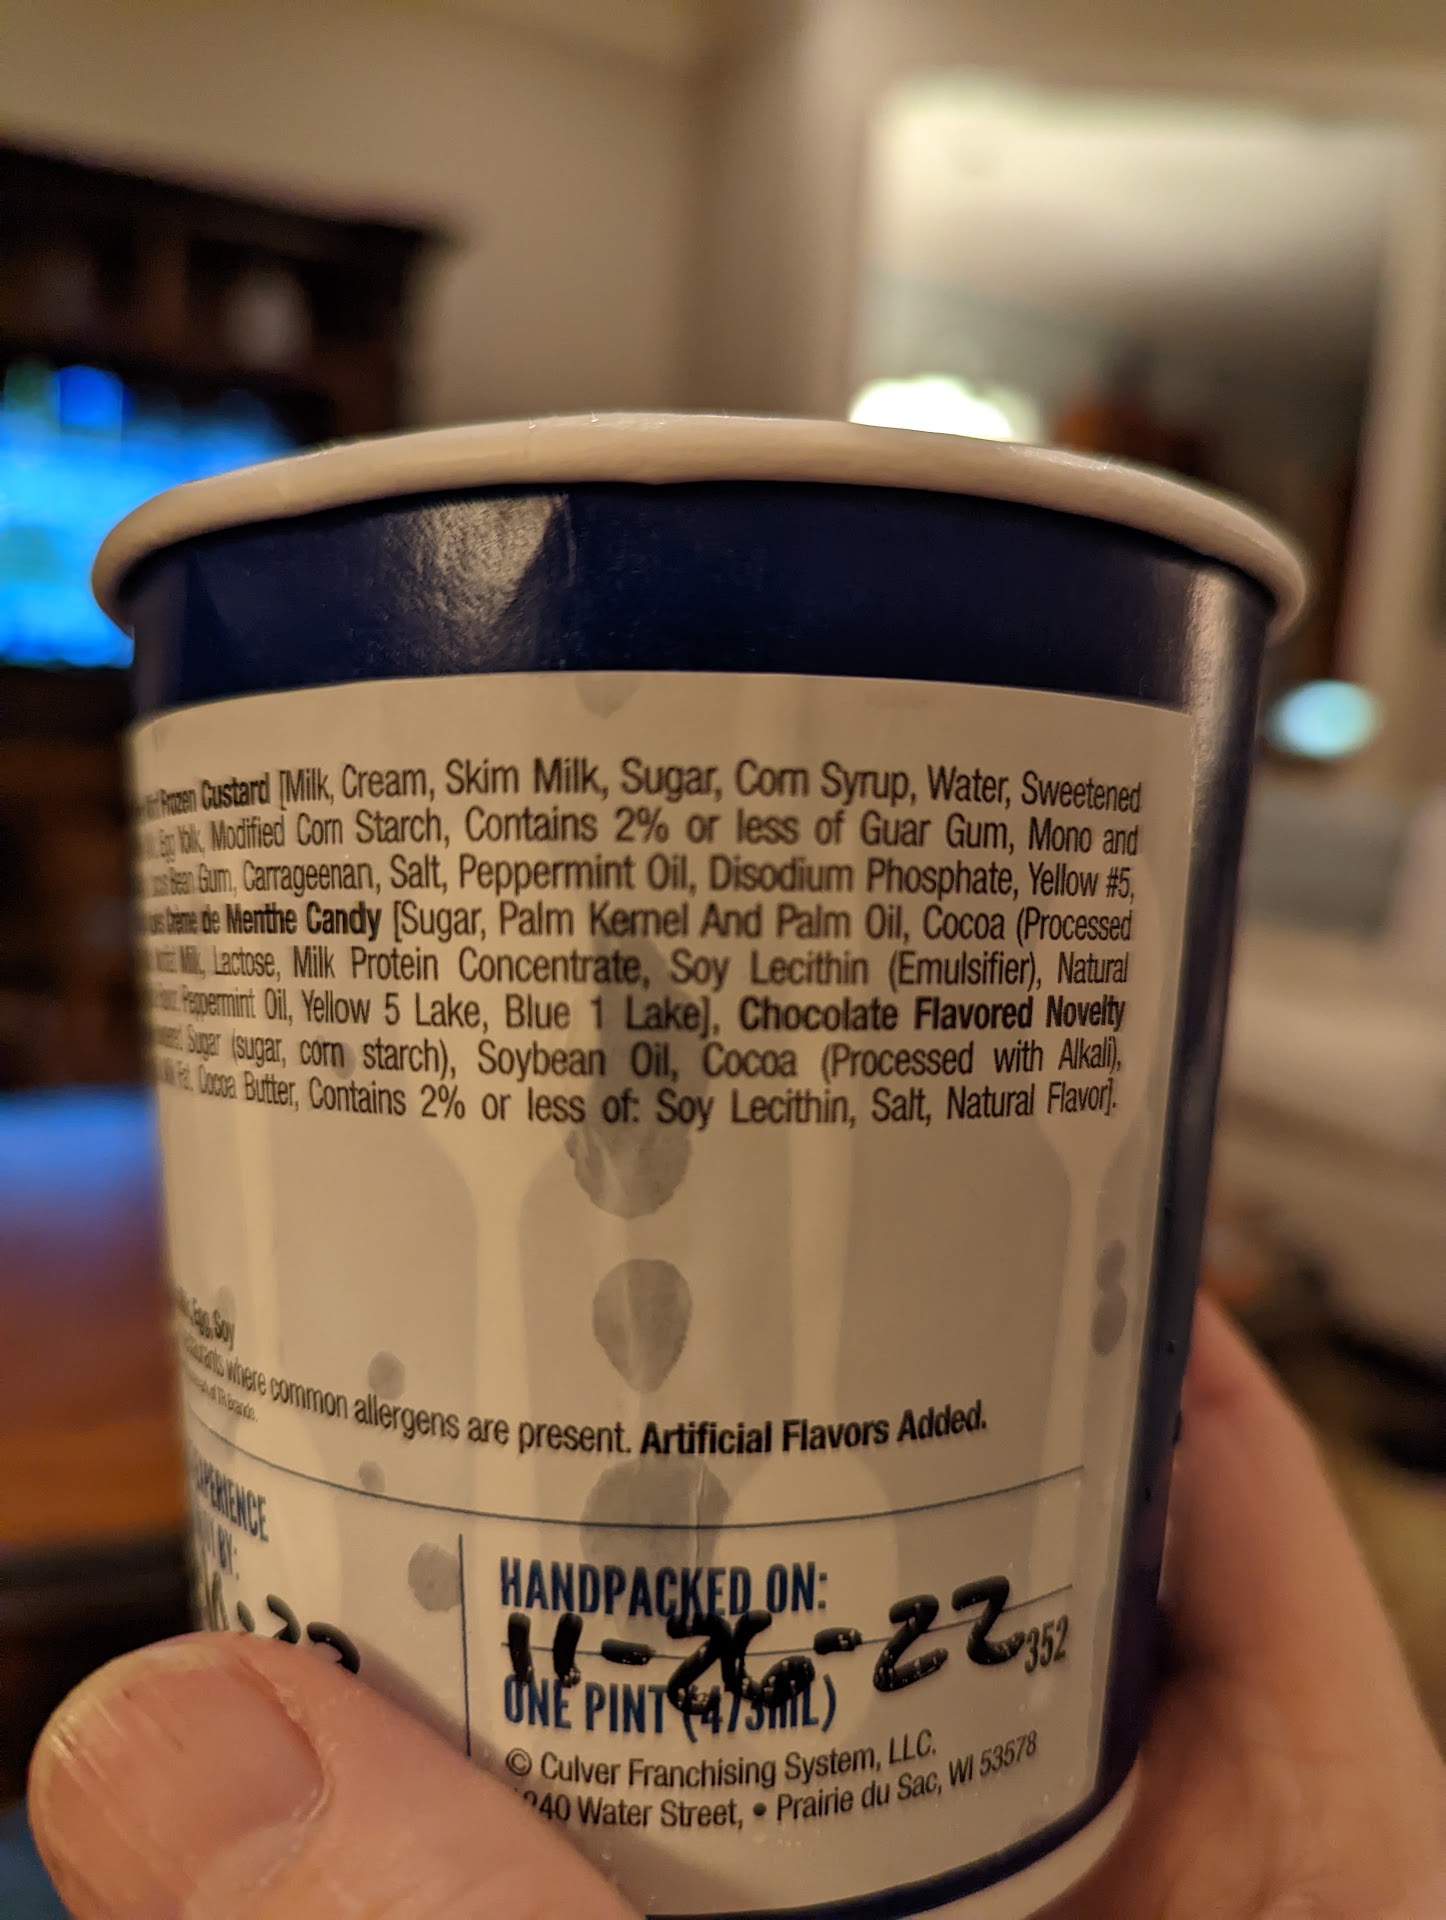 Frozen Custard [Milk, Cream, Skim Milk, Sugar, Corn Syrup, Water, Sweetened
Egg Yolk, Modified Corn Starch, Contains 2% or less of Guar Gum, Mono and
Bean Gum, Carrageenan, Salt, Peppermint Oil, Disodium Phosphate, Yellow #5,
Crème de Menthe Candy [Sugar, Palm Kernel And Palm Oil, Cocoa (Processed
Milk, Lactose, Milk Protein Concentrate, Soy Lecithin (Emulsifier), Natural
Peppermint Oil, Yellow 5 Lake, Blue 1 Lake], Chocolate Flavored Novelty
Sugar (sugar, corn starch), Soybean Oil, Cocoa (Processed with Alkali),
Cocoa Butter, Contains 2% or less of: Soy Lecithin, Salt, Natural Flavor].
Egg, Soy
where common allergens are present. Artificial Flavors Added.
BY:
HANDPACKED ON:
11-26-22
352
ONE PINT (473mL)
© Culver Franchising System, LLC.
Water Street, • Prairie du Sac, WI 53578